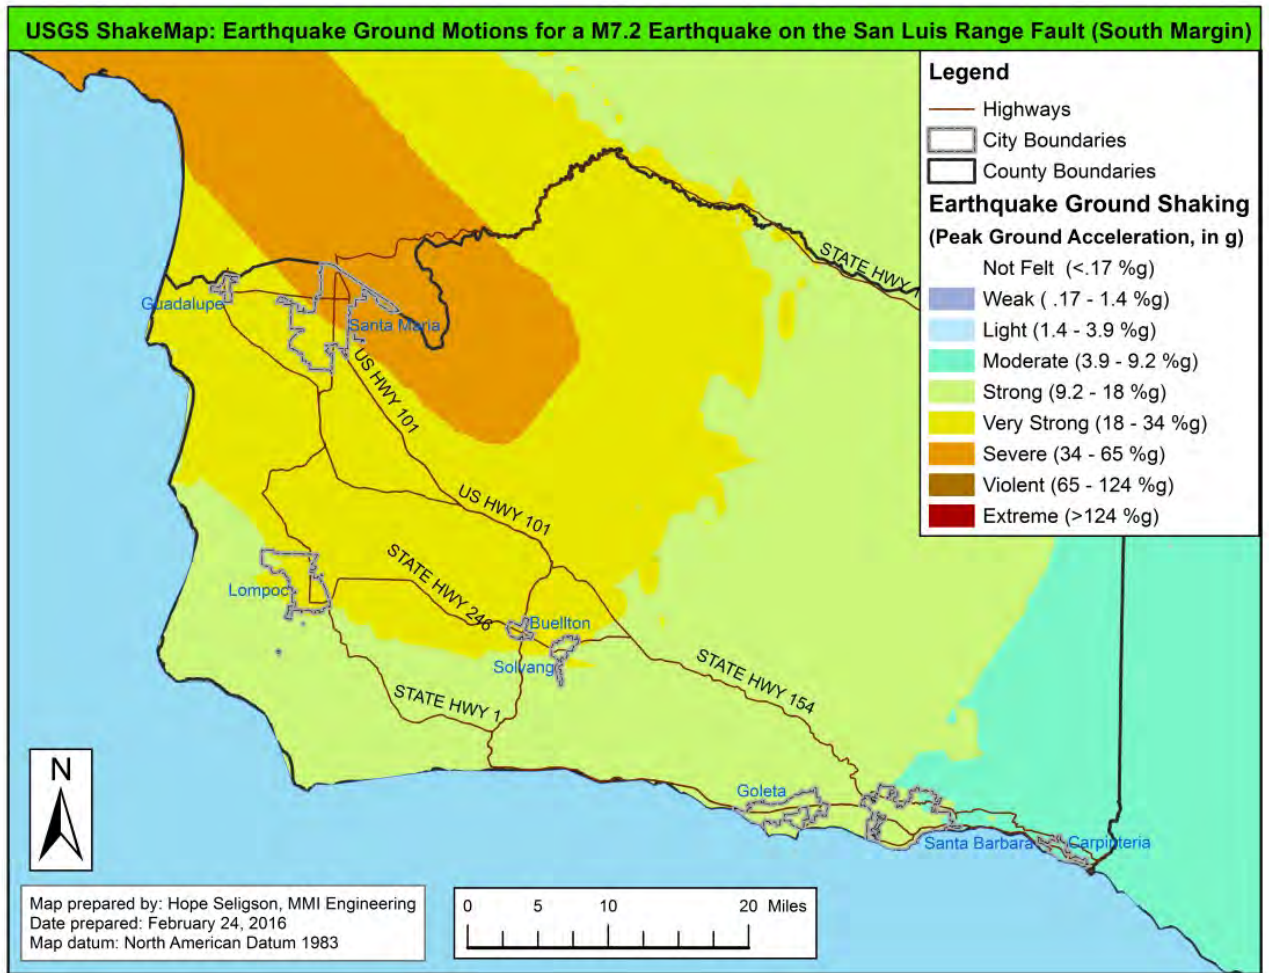 USGS ShakeMap: Earthquake Ground Motions for a M7.2 Earthquake on the San Luis Range Fault (South Margin)
Legend
Highways
City Boundaries
County Boundaries
Earthquake Ground Shaking
(Peak Ground Acceleration, in g)
Not Felt (<.17 %g)
Weak ( .17 - 1.4 %g)
Light (1.4 - 3.9 %g)
Moderate (3.9 - 9.2 %g)
Strong (9.2 - 18 %g)
Very Strong (18 - 34 %g)
Severe (34 - 65 %g)
Violent (65 - 124 %g)
Extreme (>124 %g)
STATE HWY 1
Guadalupe
Santa Maria
US HWY 101
US HWY 101
STATE HWY 246
Lompoc
Buellton
Solvang
STATE HWY 154
STATE HWY 1
Goleta
Santa Barbara
Carpinteria
N
Map prepared by: Hope Seligson, MMI Engineering
Date prepared: February 24, 2016
Map datum: North American Datum 1983
0 5 10 20 Miles